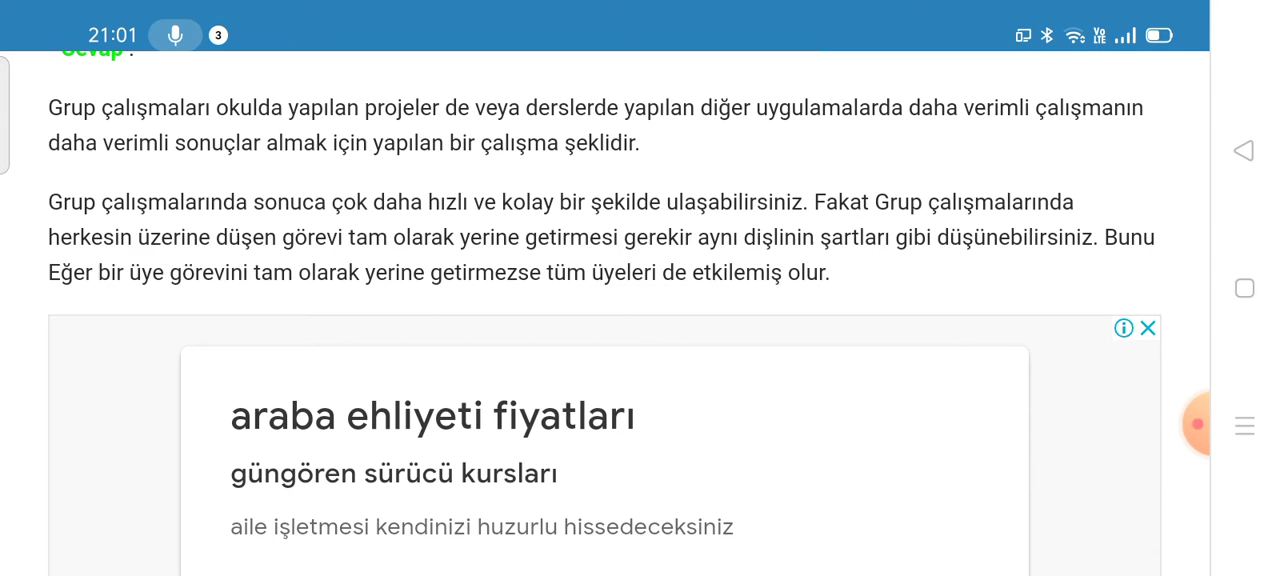 21:01
3
Cevap :
Grup çalışmaları okulda yapılan projeler de veya derslerde yapılan diğer uygulamalarda daha verimli çalışmanın
daha verimli sonuçlar almak için yapılan bir çalışma şeklidir.
Grup çalışmalarında sonuca çok daha hızlı ve kolay bir şekilde ulaşabilirsiniz. Fakat Grup çalışmalarında
herkesin üzerine düşen görevi tam olarak yerine getirmesi gerekir aynı dişlinin şartları gibi düşünebilirsiniz. Bunu
Eğer bir üye görevini tam olarak yerine getirmezse tüm üyeleri de etkilemiş olur.
araba ehliyeti fiyatları
güngören sürücü kursları
aile işletmesi kendinizi huzurlu hissedeceksiniz